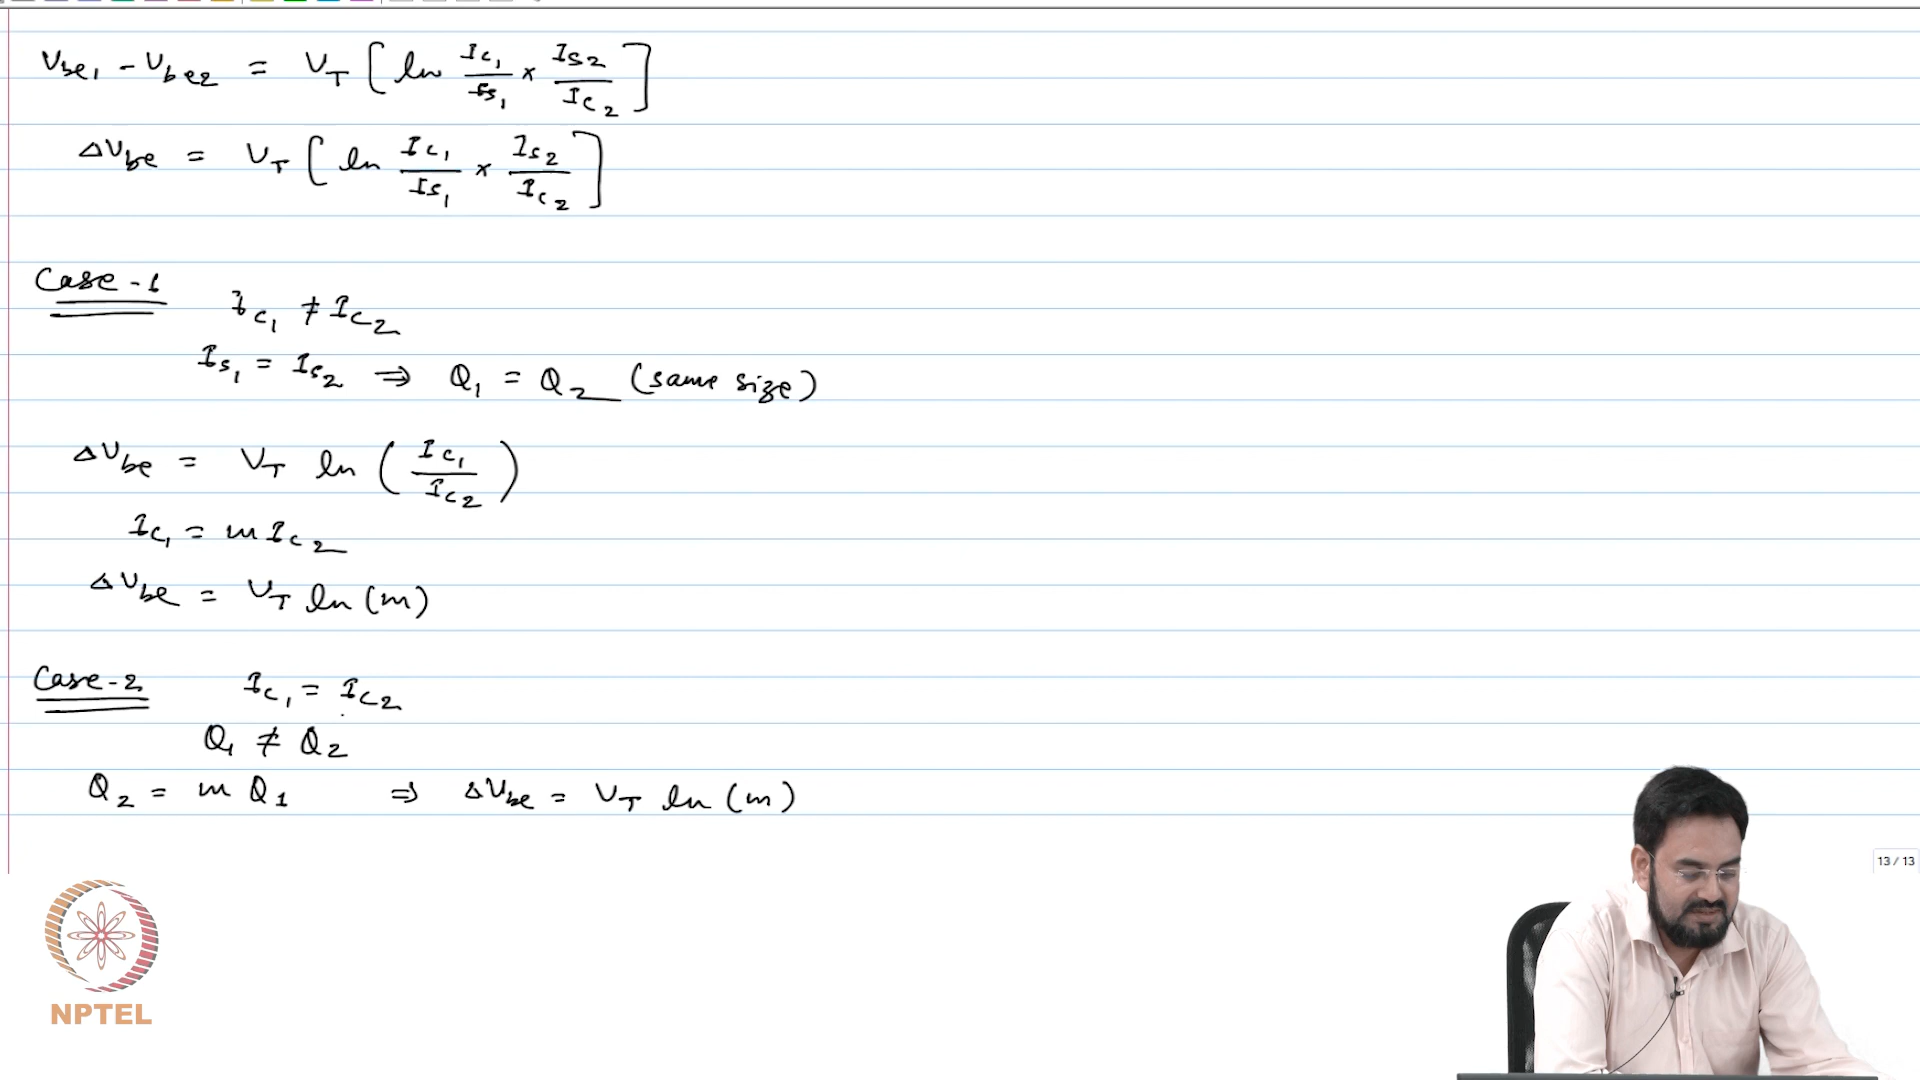 Vbe1 - Vbe2 = VT [ ln Ic1/Is1 × Is2/Ic2 ]
ΔVbe = VT [ ln Ic1/Is1 × Is2/Ic2 ]
Case-1
Ic1 ≠ Ic2
Is1 = Is2 ⇒ Q1 = Q2 (same size)
ΔVbe = VT ln ( Ic1/Ic2 )
Ic1 = m Ic2
ΔVbe = VT ln (m)
Case-2 Ic1 = Ic2
Q1 ≠ Q2
Q2 = m Q1 ⇒ ΔVbe = VT ln (m)
13 / 13
NPTEL